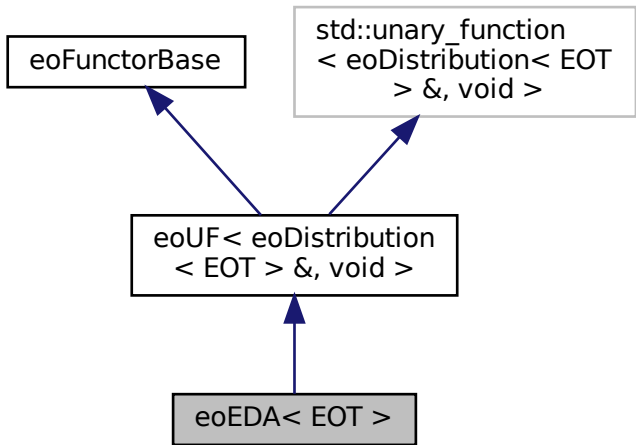 eoFunctorBase
std::unary_function
< eoDistribution< EOT
> &, void >
eoUF< eoDistribution
< EOT > &, void >
eoEDA< EOT >